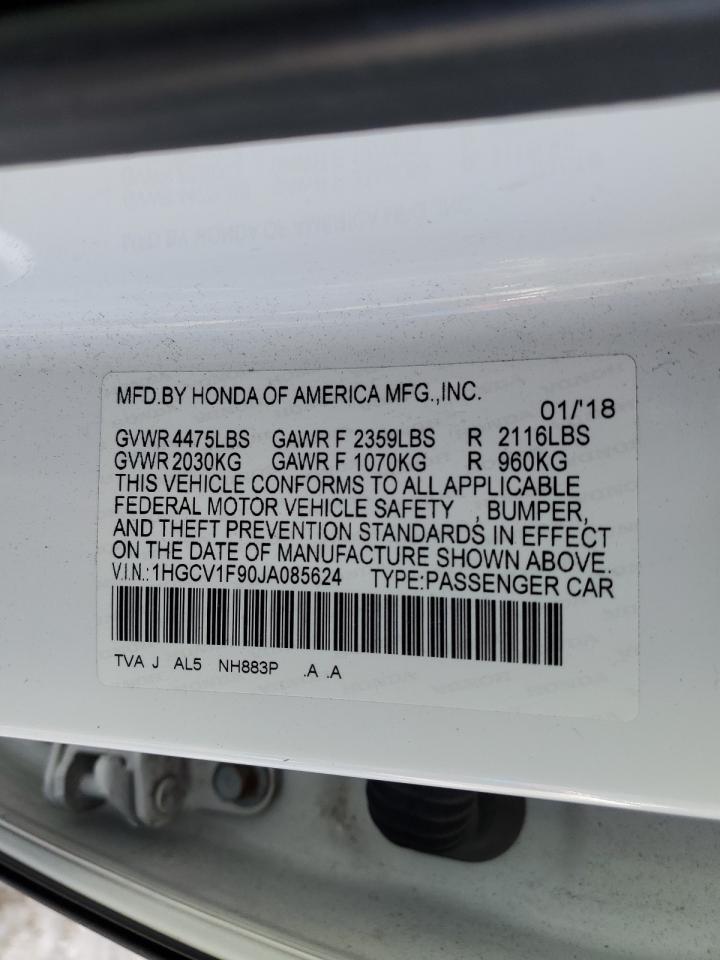 MFD.BY HONDA OF AMERICA MFG.,INC.
01/'18
GVWR 4475LBS GAWR F 2359LBS R 2116LBS
GVWR 2030KG GAWR F 1070KG R 960KG
THIS VEHICLE CONFORMS TO ALL APPLICABLE
FEDERAL MOTOR VEHICLE SAFETY , BUMPER,
AND THEFT PREVENTION STANDARDS IN EFFECT
ON THE DATE OF MANUFACTURE SHOWN ABOVE.
V.I.N.:1HGCV1F90JA085624 TYPE:PASSENGER CAR
TVA J AL5 NH883P .A .A